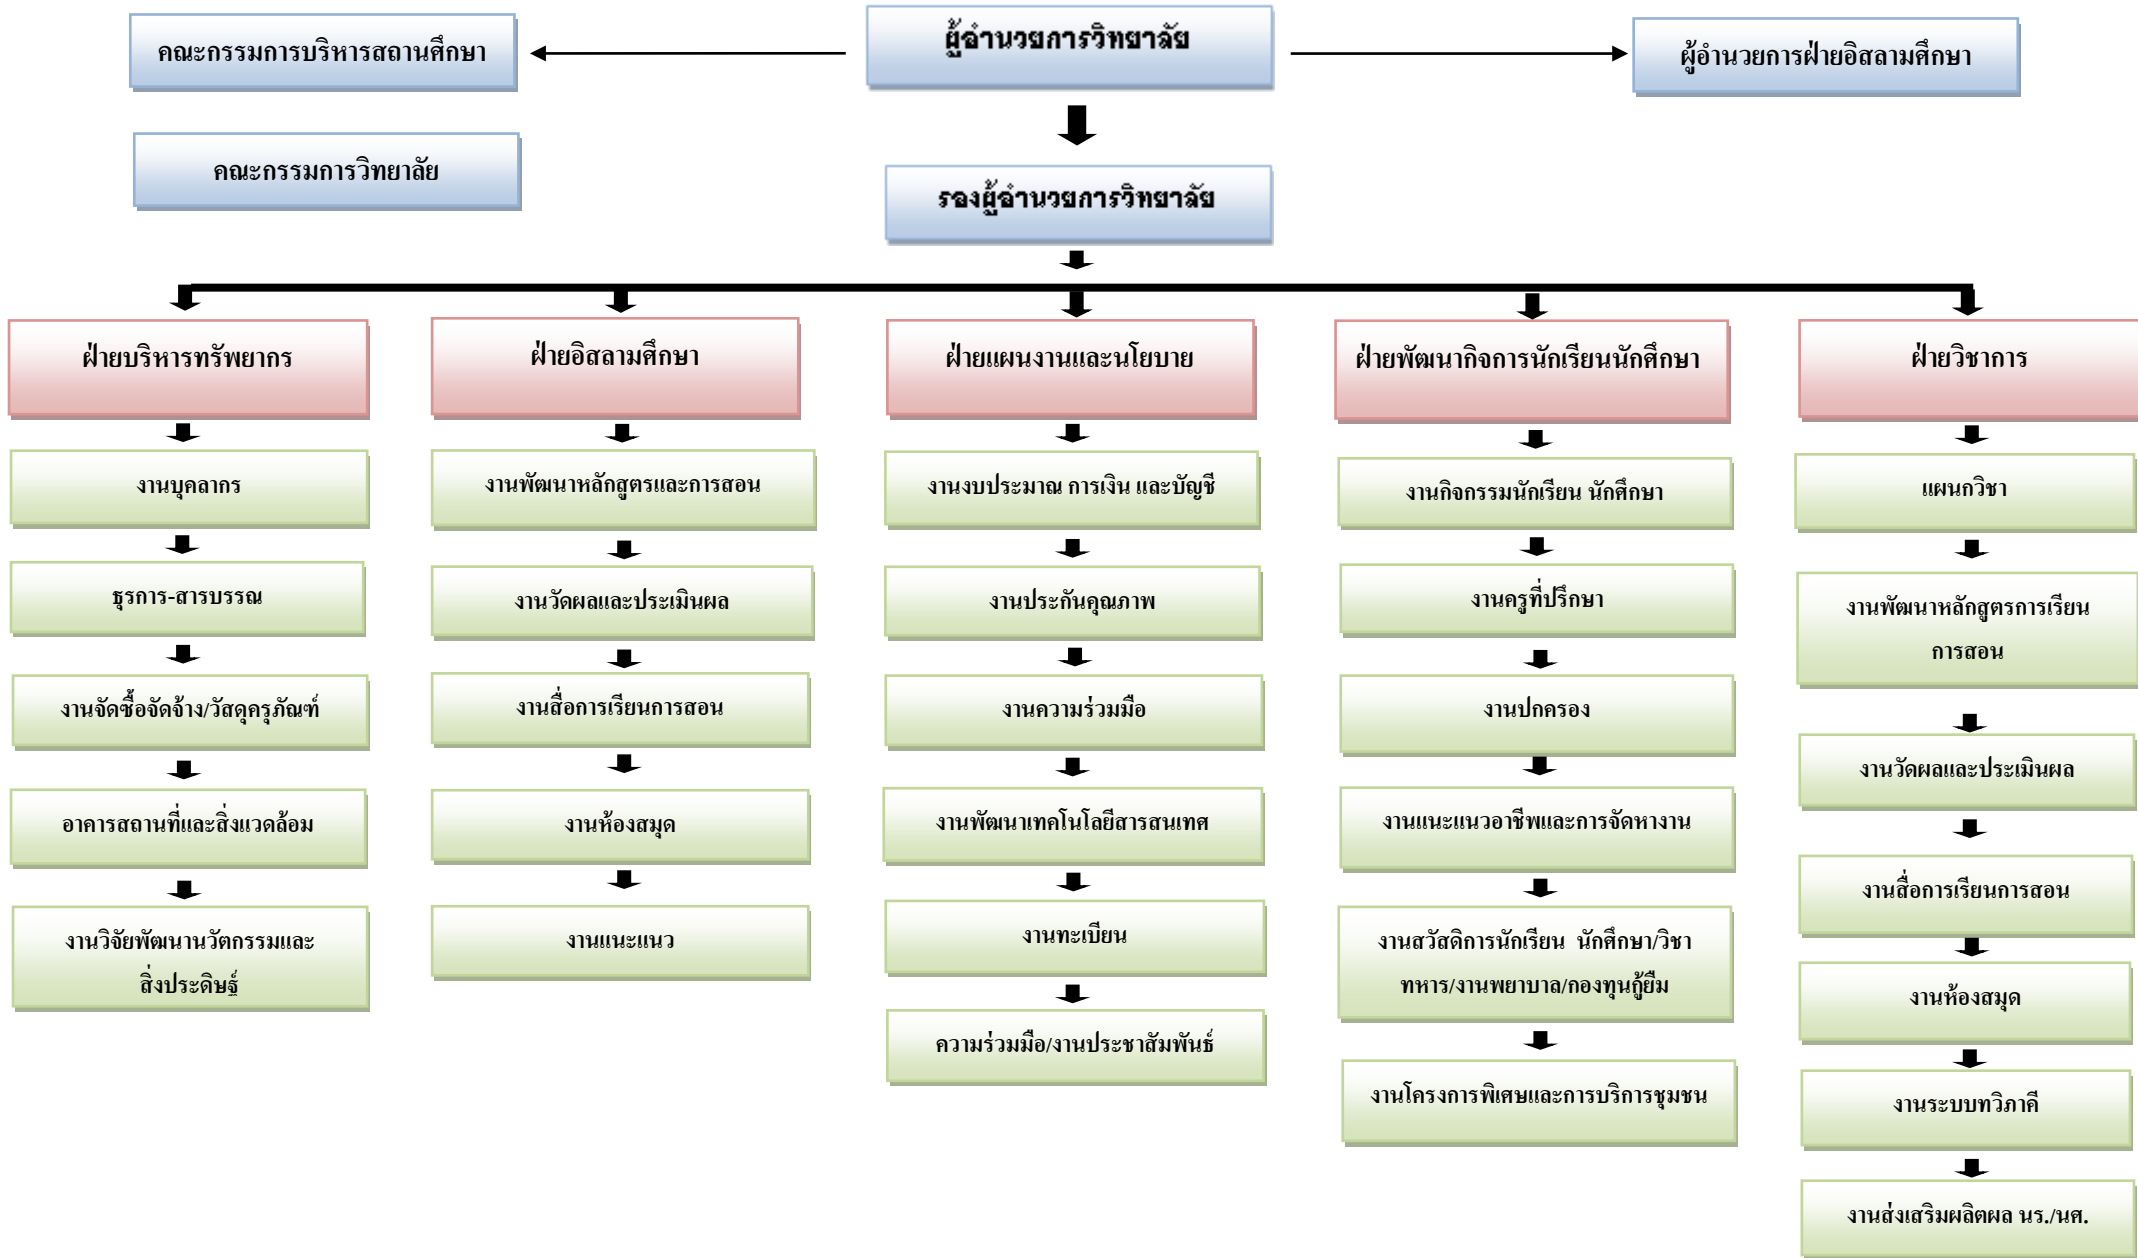 ผู้อำนวยการวิทยาลัย
คณะกรรมการบริหารสถานศึกษา
ผู้อำนวยการฝ่ายอิสลามศึกษา
คณะกรรมการวิทยาลัย
รองผู้อำนวยการวิทยาลัย
ฝ่ายบริหารทรัพยากร
งานบุคลากร
ธุรการ-สารบรรณ
งานจัดซื้อจัดจ้าง/วัสดุครุภัณฑ์
อาคารสถานที่และสิ่งแวดล้อม
งานวิจัยพัฒนานวัตกรรมและ
สิ่งประดิษฐ์
ฝ่ายอิสลามศึกษา
งานพัฒนาหลักสูตรและการสอน
งานวัดผลและประเมินผล
งานสื่อการเรียนการสอน
งานห้องสมุด
งานแนะแนว
ฝ่ายแผนงานและนโยบาย
งานงบประมาณ การเงิน และบัญชี
งานประกันคุณภาพ
งานความร่วมมือ
งานพัฒนาเทคโนโลยีสารสนเทศ
งานทะเบียน
ความร่วมมือ/งานประชาสัมพันธ์
ฝ่ายพัฒนากิจการนักเรียนนักศึกษา
งานกิจกรรมนักเรียน นักศึกษา
งานครูที่ปรึกษา
งานปกครอง
งานแนะแนวอาชีพและการจัดหางาน
งานสวัสดิการนักเรียน นักศึกษา/วิชา
ทหาร/งานพยาบาล/กองทุนกู้ยืม
งานโครงการพิเศษและการบริการชุมชน
ฝ่ายวิชาการ
แผนกวิชา
งานพัฒนาหลักสูตรการเรียน
การสอน
งานวัดผลและประเมินผล
งานสื่อการเรียนการสอน
งานห้องสมุด
งานระบบทวิภาคี
งานส่งเสริมผลิตผล นร./นศ.